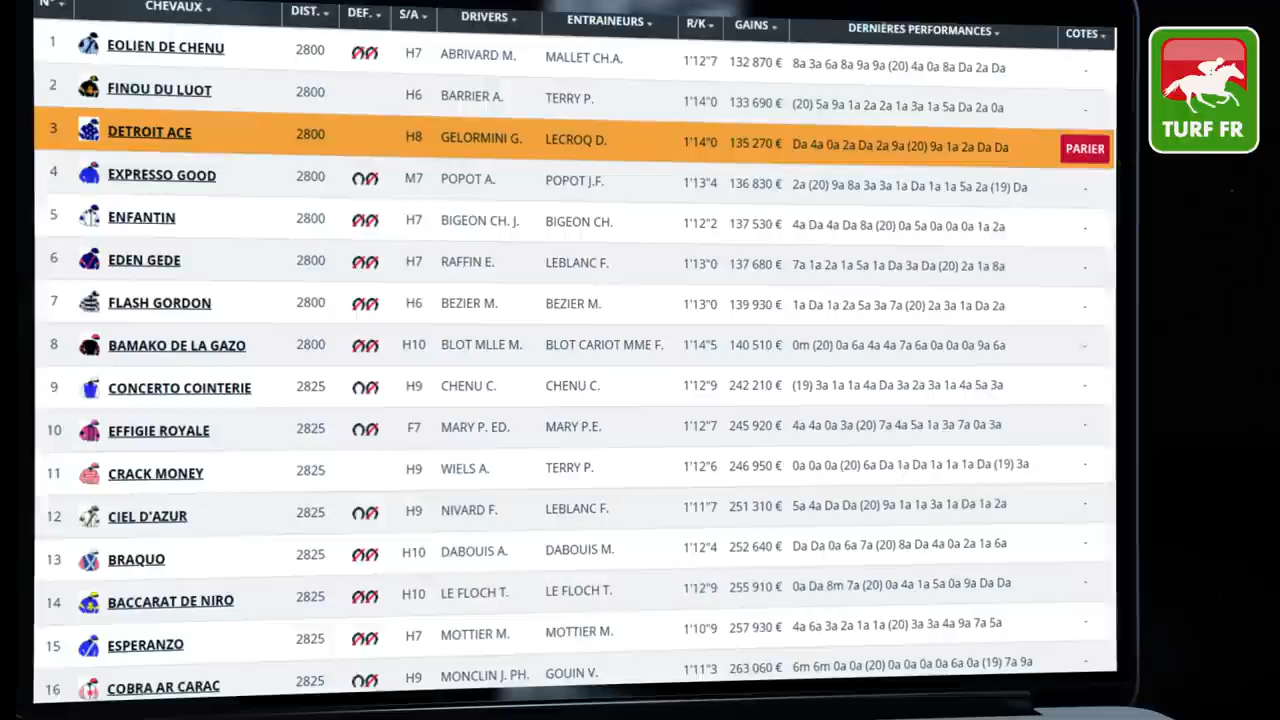 N° CHEVAUX DIST. DEF. S/A DRIVERS ENTRAINEURS R/K GAINS DERNIÈRES PERFORMANCES COTES
1 EOLIEN DE CHENU 2800 H7 ABRIVARD M. MALLET CH.A. 1'12"7 132 870 € 8a 3a 6a 8a 9a 9a (20) 4a 0a 8a Da 2a Da -
2 FINOU DU LUOT 2800 H6 BARRIER A. TERRY P. 1'14"0 133 690 € (20) 5a 9a 1a 2a 2a 1a 3a 1a 5a Da 2a 0a -
3 DETROIT ACE 2800 H8 GELORMINI G. LECROQ D. 1'14"0 135 270 € Da 4a 0a 2a Da 2a 9a (20) 9a 1a 2a Da Da PARIER
4 EXPRESSO GOOD 2800 M7 POPOT A. POPOT J.F. 1'13"4 136 830 € 2a (20) 9a 8a 3a 3a 1a Da 1a 1a 5a 2a (19) Da -
5 ENFANTIN 2800 H7 BIGEON CH. J. BIGEON CH. 1'12"2 137 530 € 4a Da 4a Da 8a (20) 0a 5a 0a 0a 0a 1a 2a -
6 EDEN GEDE 2800 H7 RAFFIN E. LEBLANC F. 1'13"0 137 680 € 7a 1a 2a 1a 5a 1a Da 3a Da (20) 2a 1a 8a -
7 FLASH GORDON 2800 H6 BEZIER M. BEZIER M. 1'13"0 139 930 € 1a Da 1a 2a 5a 3a 7a (20) 2a 3a 1a Da 2a -
8 BAMAKO DE LA GAZO 2800 H10 BLOT MLLE M. BLOT CARIOT MME F. 1'14"5 140 510 € 0m (20) 0a 6a 4a 4a 7a 6a 0a 0a 0a 9a 6a -
9 CONCERTO COINTERIE 2825 H9 CHENU C. CHENU C. 1'12"9 242 210 € (19) 3a 1a 1a 4a Da 3a 2a 3a 1a 4a 5a 3a -
10 EFFIGIE ROYALE 2825 F7 MARY P. ED. MARY P.E. 1'12"7 245 920 € 4a 4a 0a 3a (20) 7a 4a 5a 1a 3a 7a 0a 3a -
11 CRACK MONEY 2825 H9 WIELS A. TERRY P. 1'12"6 246 950 € 0a 0a 0a (20) 6a Da 1a Da 1a 1a 1a Da (19) 3a -
12 CIEL D'AZUR 2825 H9 NIVARD F. LEBLANC F. 1'11"7 251 310 € 5a 4a Da Da (20) 9a 1a 1a 3a 1a Da 1a 2a -
13 BRAQUO 2825 H10 DABOUIS A. DABOUIS M. 1'12"4 252 640 € Da Da 0a 6a 7a (20) 8a Da 4a 0a 2a 1a 6a -
14 BACCARAT DE NIRO 2825 H10 LE FLOCH T. LE FLOCH T. 1'12"9 255 910 € 0a Da 8m 7a (20) 0a 4a 1a 5a 0a 9a Da Da -
15 ESPERANZO 2825 H7 MOTTIER M. MOTTIER M. 1'10"9 257 930 € 4a 6a 3a 2a 1a 1a (20) 3a 3a 4a 9a 7a 5a -
16 COBRA AR CARAC 2825 H9 MONCLIN J. PH. GOUIN V. 1'11"3 263 060 € 6m 6m 0a 0a (20) 0a 0a 0a 0a 6a 0a (19) 7a 9a -
TURF FR